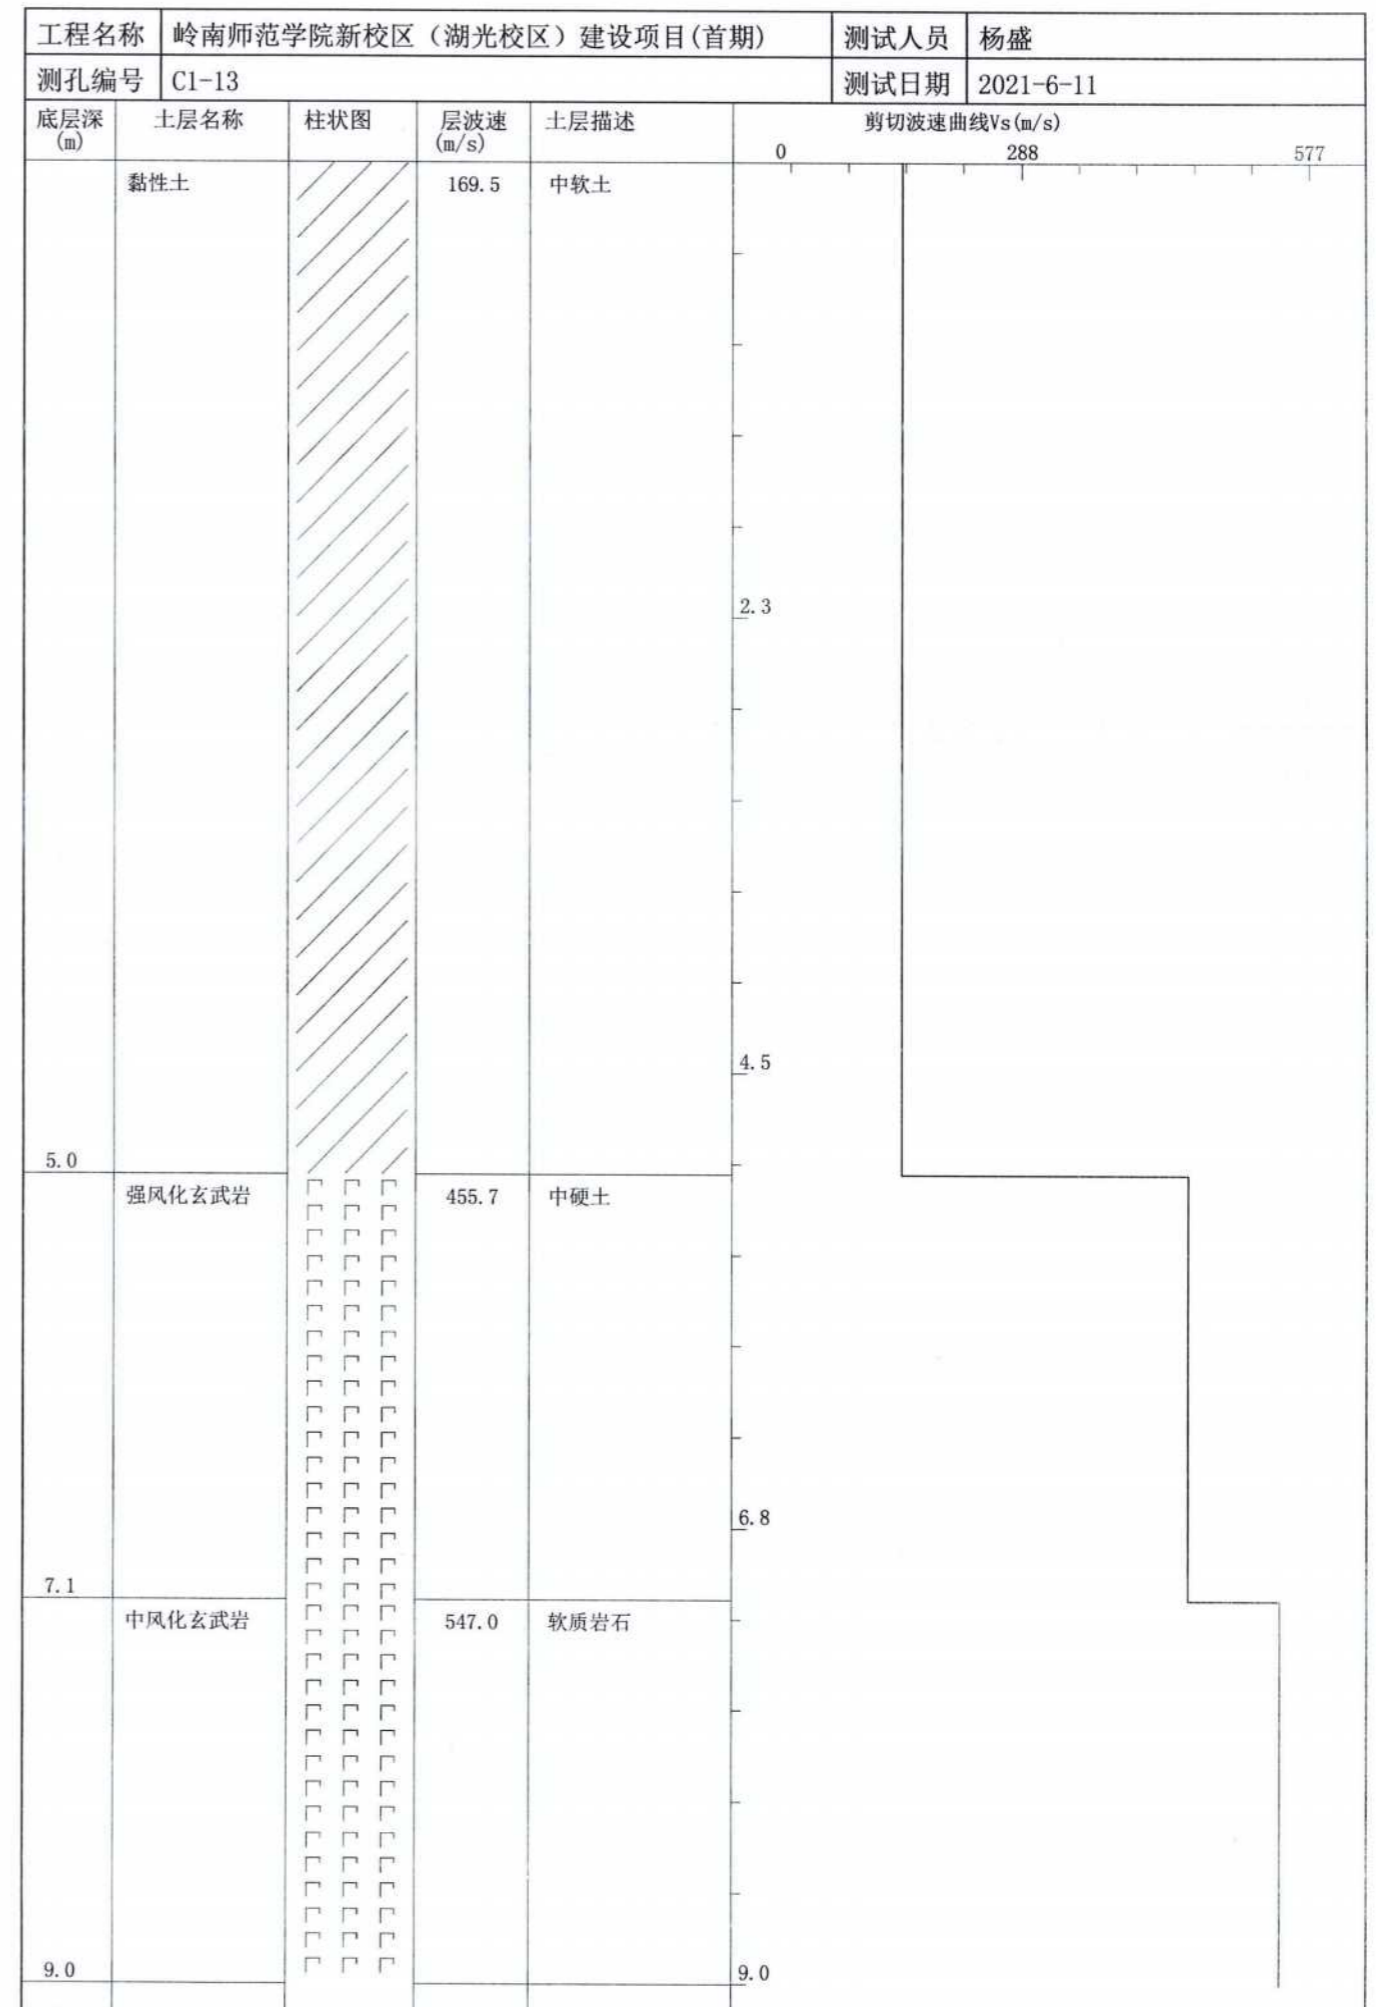 工程名称 岭南师范学院新校区（湖光校区）建设项目(首期) 测试人员 杨盛
测孔编号 C1-13 测试日期 2021-6-11
底层深 土层名称 柱状图 层波速 土层描述 剪切波速曲线Vs(m/s)
(m) (m/s)
0 288 577
黏性土 169.5 中软土
2.3
4.5
5.0
强风化玄武岩 455.7 中硬土
6.8
7.1
中风化玄武岩 547.0 软质岩石
9.0 9.0